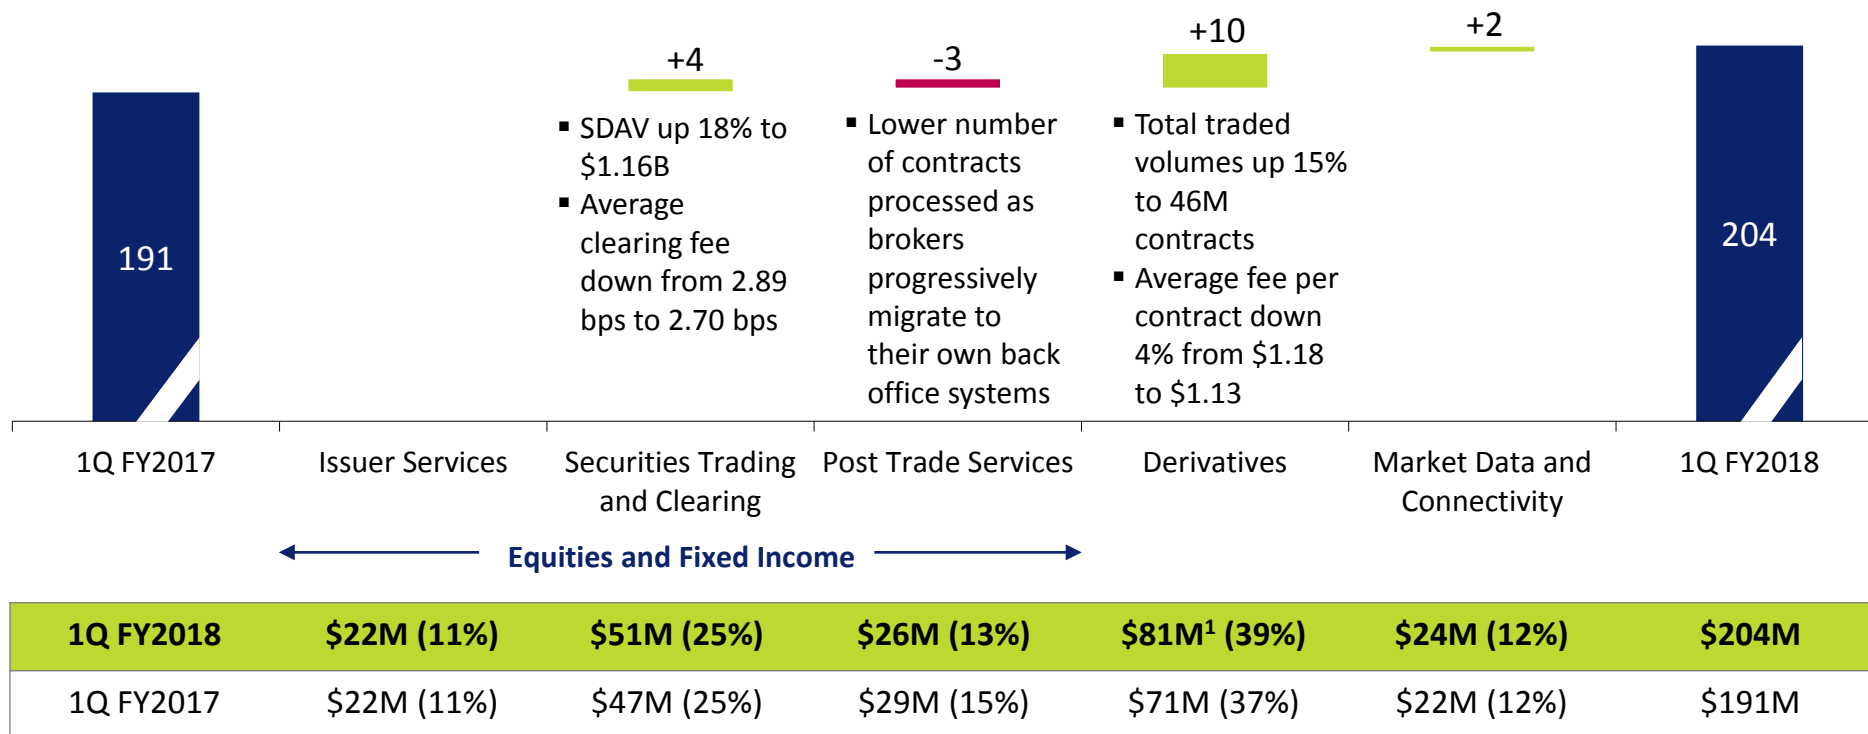 +4
-3
+10
+2
191
▪ SDAV up 18% to
$1.16B
▪ Average
clearing fee
down from 2.89
bps to 2.70 bps
▪ Lower number
of contracts
processed as
brokers
progressively
migrate to
their own back
office systems
▪ Total traded
volumes up 15%
to 46M
contracts
▪ Average fee per
contract down
4% from $1.18
to $1.13
204
1Q FY2017
Issuer Services
Securities Trading
and Clearing
Post Trade Services
Derivatives
Market Data and
Connectivity
1Q FY2018
Equities and Fixed Income
1Q FY2018 $22M (11%) $51M (25%) $26M (13%) $81M¹ (39%) $24M (12%) $204M
1Q FY2017 $22M (11%) $47M (25%) $29M (15%) $71M (37%) $22M (12%) $191M